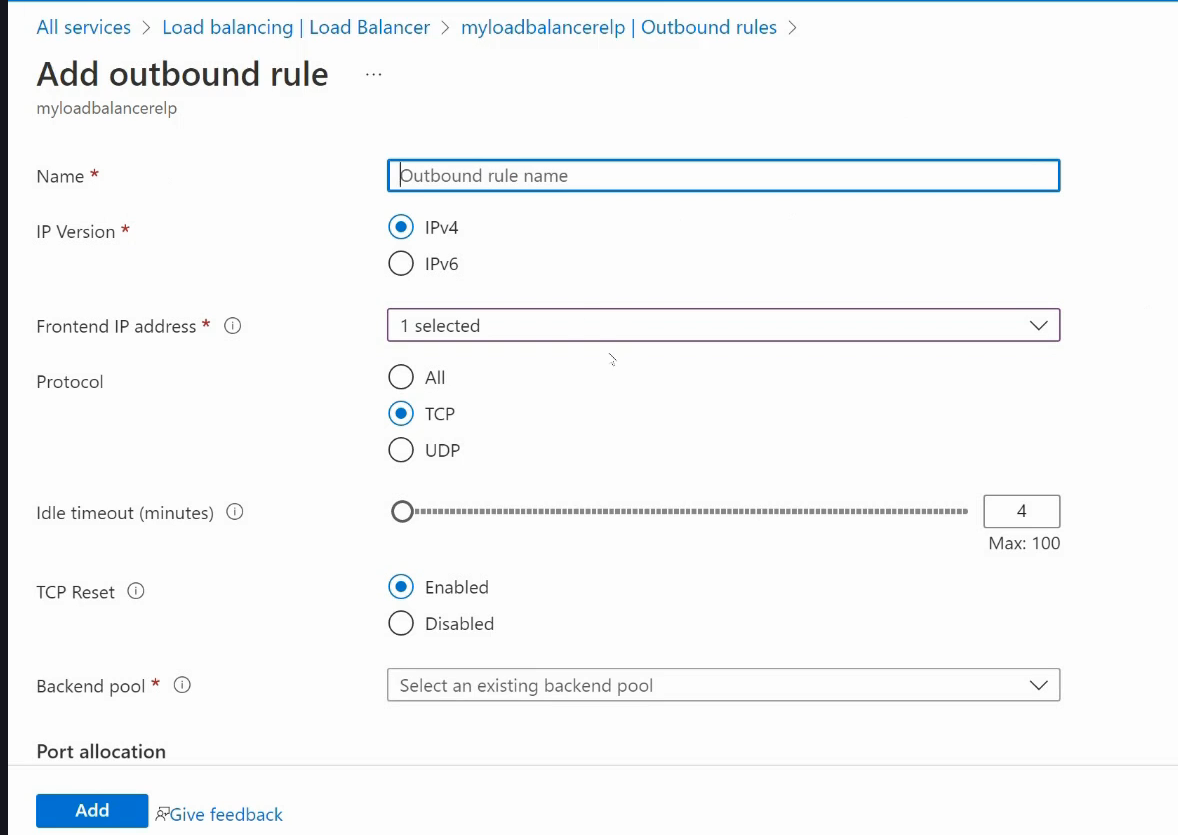 All services > Load balancing | Load Balancer > myloadbalancerelp | Outbound rules >
Add outbound rule ...
myloadbalancerelp
Name * Outbound rule name
IP Version * IPv4
IPv6
Frontend IP address * 1 selected
Protocol All
TCP
UDP
Idle timeout (minutes) 4
Max: 100
TCP Reset Enabled
Disabled
Backend pool * Select an existing backend pool
Port allocation
Add Give feedback